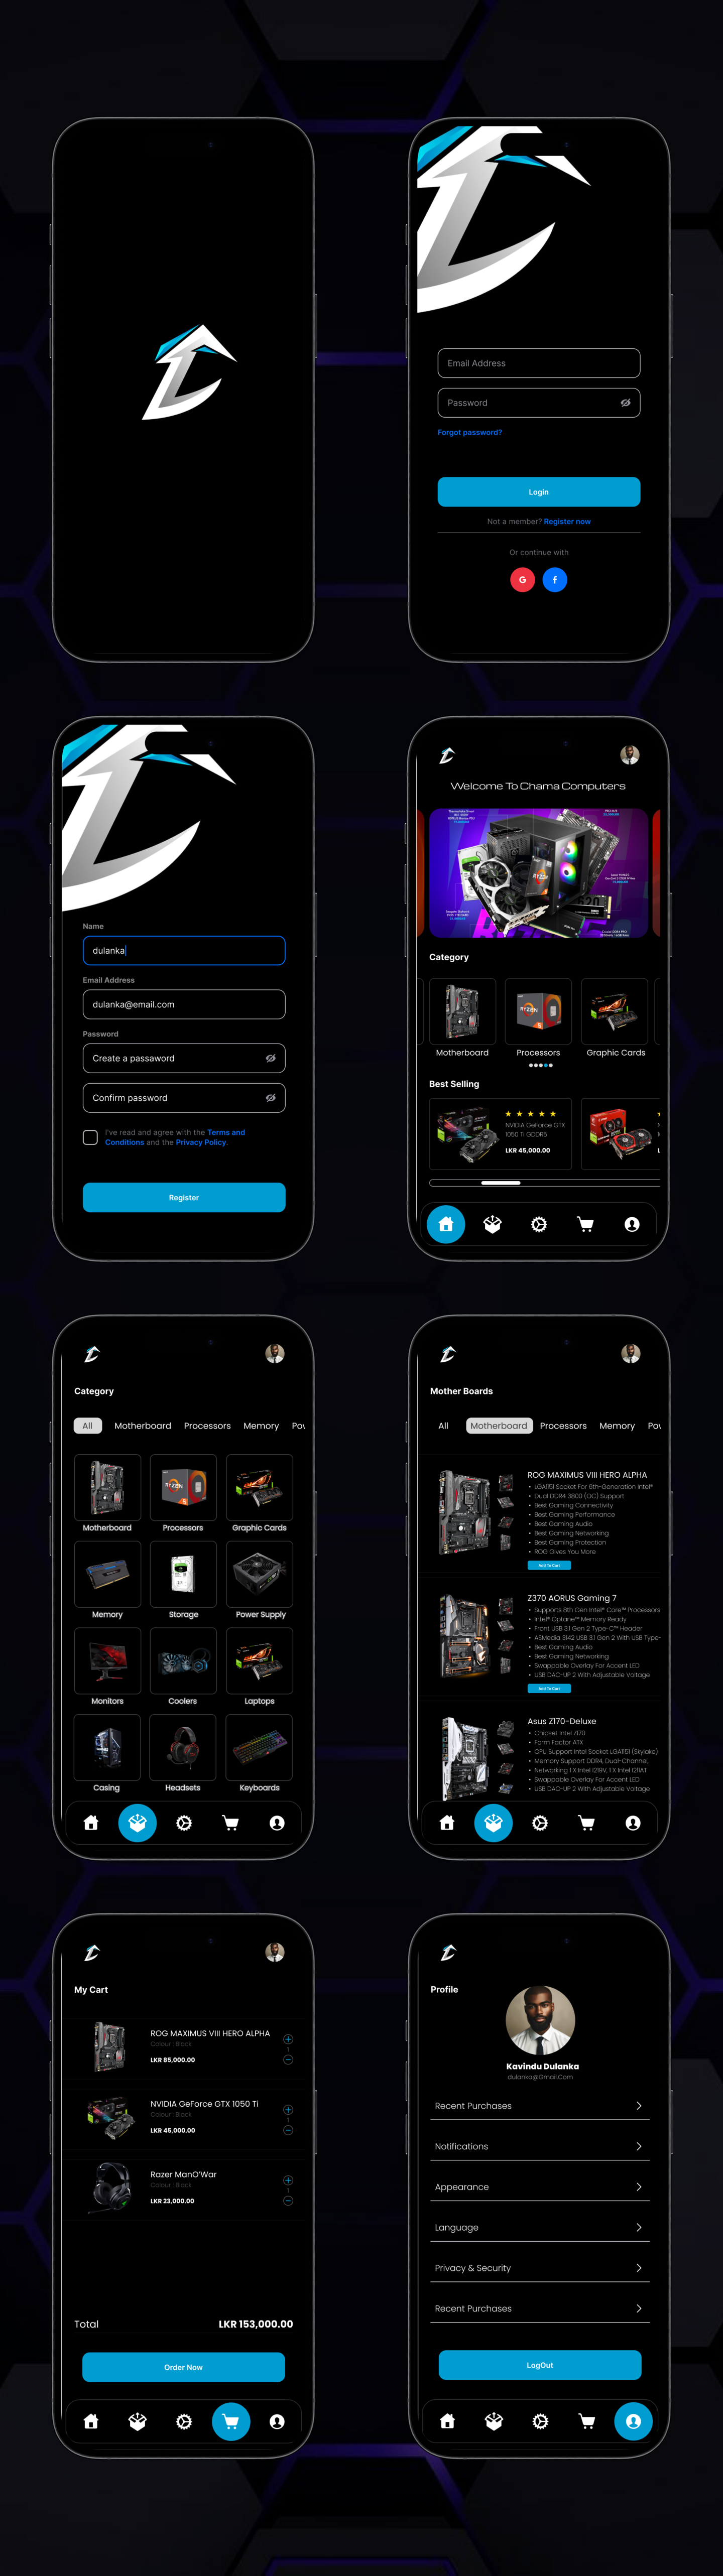 Email Address
Password
Forgot password?
Login
Not a member? Register now
Or continue with
G
f
Name
dulanka
Email Address
dulanka@email.com
Password
Create a passaword
Confirm password
I've read and agree with the Terms and
Conditions and the Privacy Policy.
Register
Welcome To Chama Computers
RYZEN
Category
RYZEN
Motherboard
Processors
Graphic Cards
Best Selling
NVIDIA GeForce GTX
1050 Ti GDDR5
LKR 45,000.00
Category
All
Motherboard
Processors
Memory
Pov
RYZEN
Motherboard
Processors
Graphic Cards
Memory
Storage
Power Supply
Monitors
Coolers
Laptops
Casing
Headsets
Keyboards
Mother Boards
All
Motherboard
Processors
Memory
Pov
ROG MAXIMUS VIII HERO ALPHA
• LGA1151 Socket For 6th-Generation Intel®
• Dual DDR4 3800 (OC) Support
• Best Gaming Connectivity
• Best Gaming Performance
• Best Gaming Audio
• Best Gaming Networking
• Best Gaming Protection
• ROG Gives You More
Add To Cart
Z370 AORUS Gaming 7
• Supports 8th Gen Intel® Core™ Processors
• Intel® Optane™ Memory Ready
• Front USB 3.1 Gen 2 Type-C™ Header
• ASMedia 3142 USB 3.1 Gen 2 With USB Type-
• Best Gaming Audio
• Best Gaming Networking
• Swappable Overlay For Accent LED
• USB DAC-UP 2 With Adjustable Voltage
Add To Cart
Asus Z170-Deluxe
• Chipset Intel Z170
• Form Factor ATX
• CPU Support Intel Socket LGA1151 (Skylake)
• Memory Support DDR4, Dual-Channel,
• Networking 1 X Intel I219V, 1 X Intel I211AT
• Swappable Overlay For Accent LED
• USB DAC-UP 2 With Adjustable Voltage
My Cart
ROG MAXIMUS VIII HERO ALPHA
Colour : Black
LKR 85,000.00
1
NVIDIA GeForce GTX 1050 Ti
Colour : Black
LKR 45,000.00
1
Razer ManO'War
Colour : Black
LKR 23,000.00
1
Total
LKR 153,000.00
Order Now
Profile
Kavindu Dulanka
dulanka@Gmail.Com
Recent Purchases
Notifications
Appearance
Language
Privacy & Security
Recent Purchases
LogOut